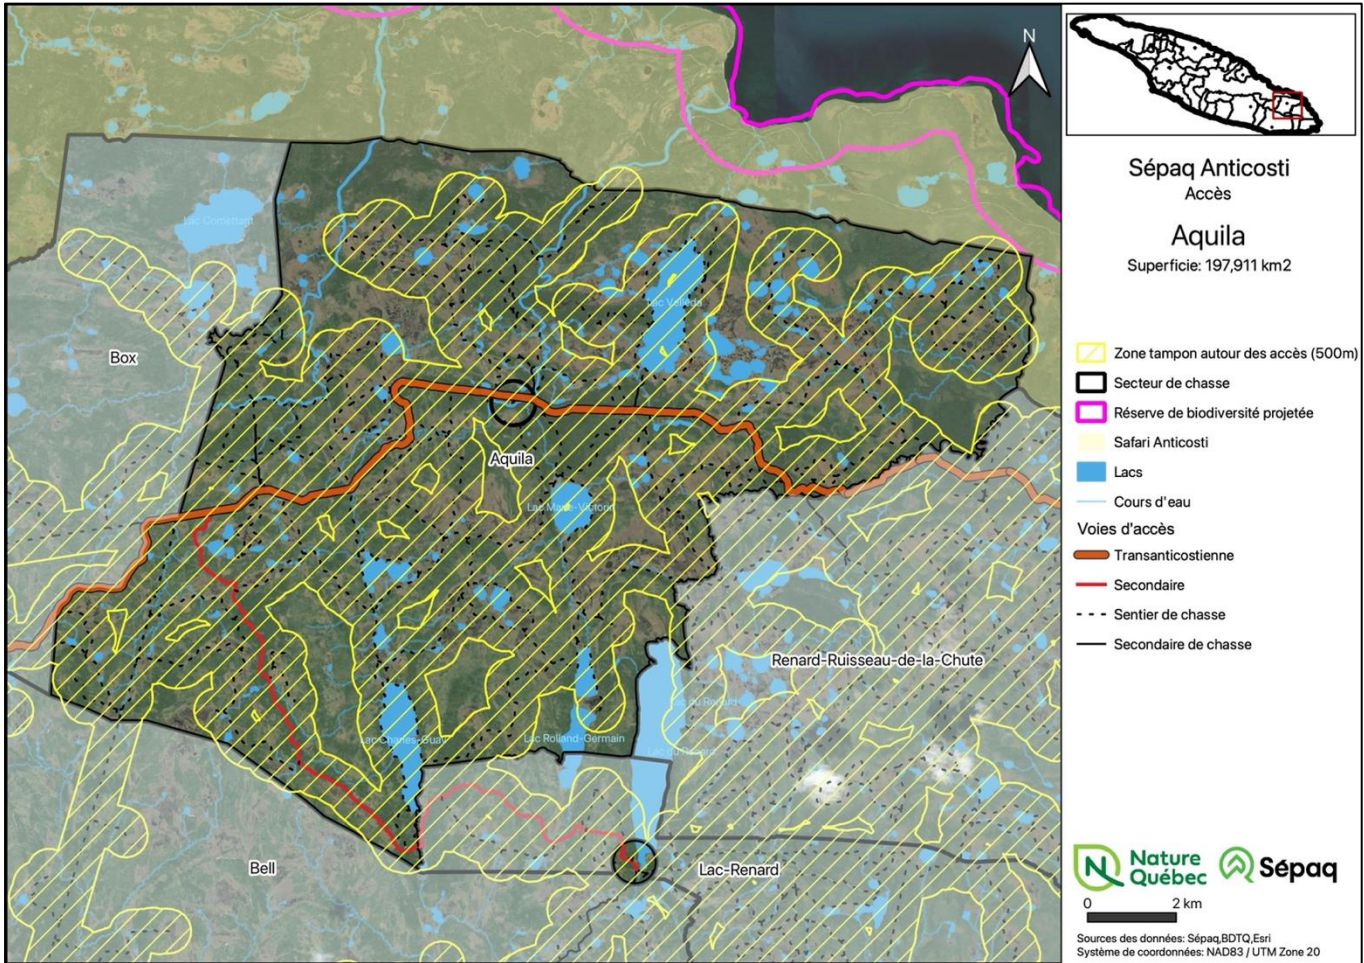 N
Sépaq Anticosti
Accès
Aquila
Superficie: 197,911 km2
Zone tampon autour des accès (500m)
Secteur de chasse
Réserve de biodiversité projetée
Safari Anticosti
Lacs
Cours d'eau
Voies d'accès
Transanticostienne
Secondaire
Sentier de chasse
Secondaire de chasse
Box
Aquila
Lac Marie-Victorin
Renard-Ruisseau-de-la-Chute
Lac du Renard
Lac Charles-Guay
Lac Rolland-Germain
Lac du Renard
Bell
Lac-Renard
Nature
Québec
Sépaq
0 2 km
Sources des données: Sépaq,BDTQ,Esri
Système de coordonnées: NAD83 / UTM Zone 20